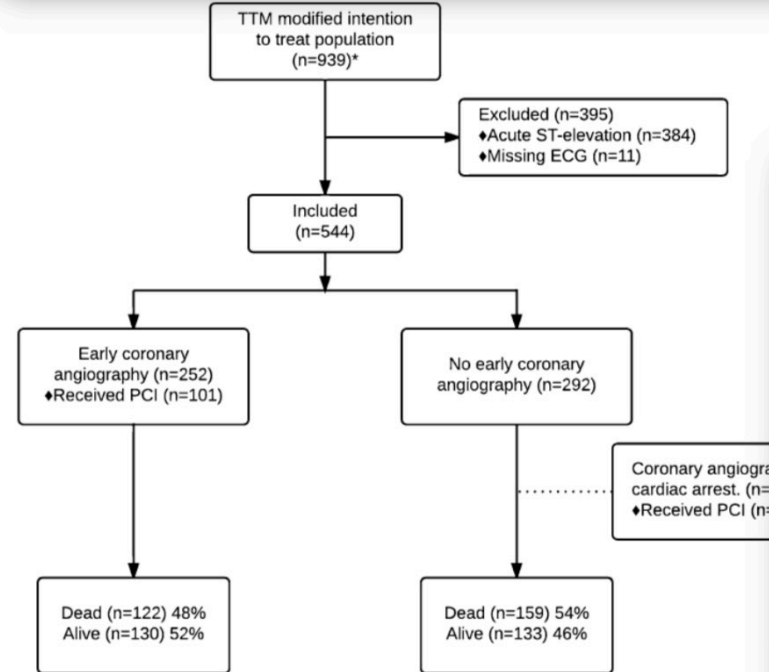 TTM modified intention
to treat population
(n=939)*
Excluded (n=395)
♦Acute ST-elevation (n=384)
♦Missing ECG (n=11)
Included
(n=544)
Early coronary
angiography (n=252)
♦Received PCI (n=101)
No early coronary
angiography (n=292)
Coronary
cardiac arrest. (n=
♦Received PCI (n=
Dead (n=122) 48%
Alive (n=130) 52%
Dead (n=159) 54%
Alive (n=133) 46%